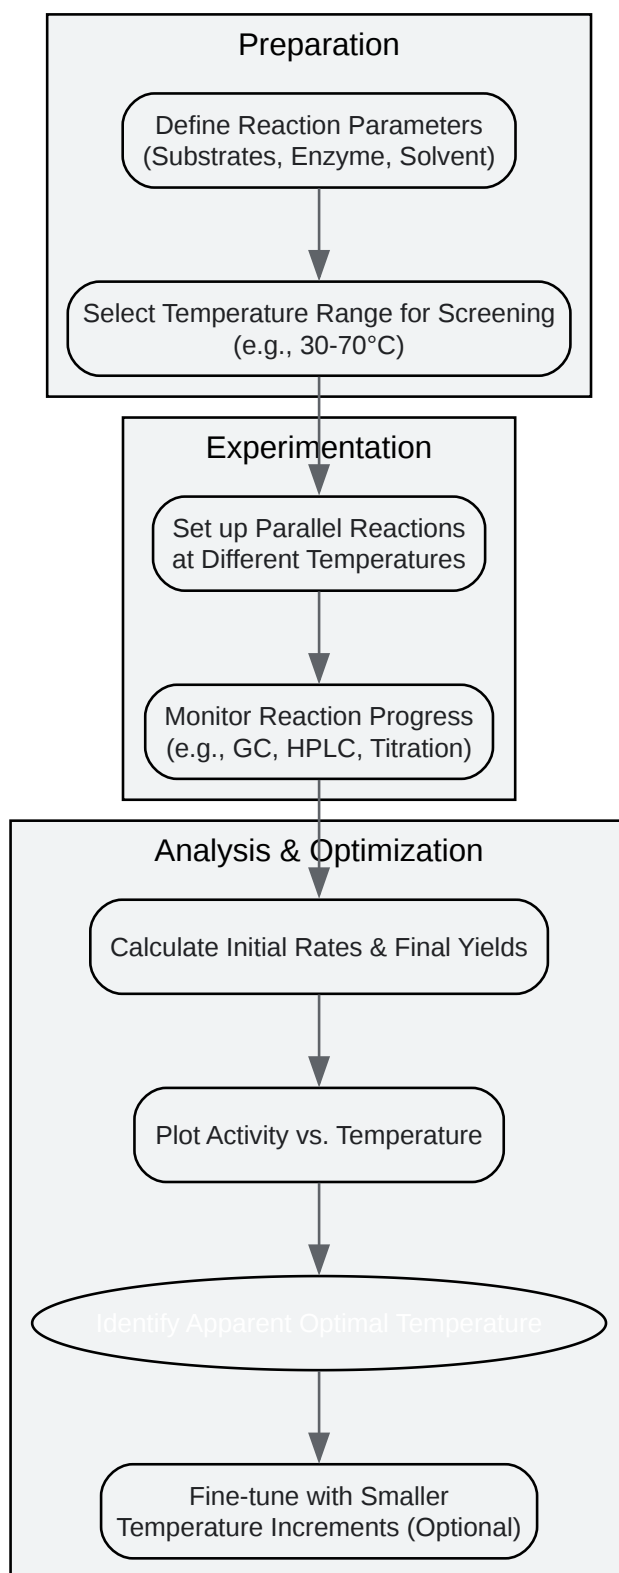 Preparation
Define Reaction Parameters
(Substrates, Enzyme, Solvent)
Select Temperature Range for Screening
(e.g., 30-70°C)
Experimentation
Set up Parallel Reactions
at Different Temperatures
Monitor Reaction Progress
(e.g., GC, HPLC, Titration)
Analysis & Optimization
Calculate Initial Rates & Final Yields
Plot Activity vs. Temperature
Identify Apparent Optimal Temperature
Fine-tune with Smaller
Temperature Increments (Optional)